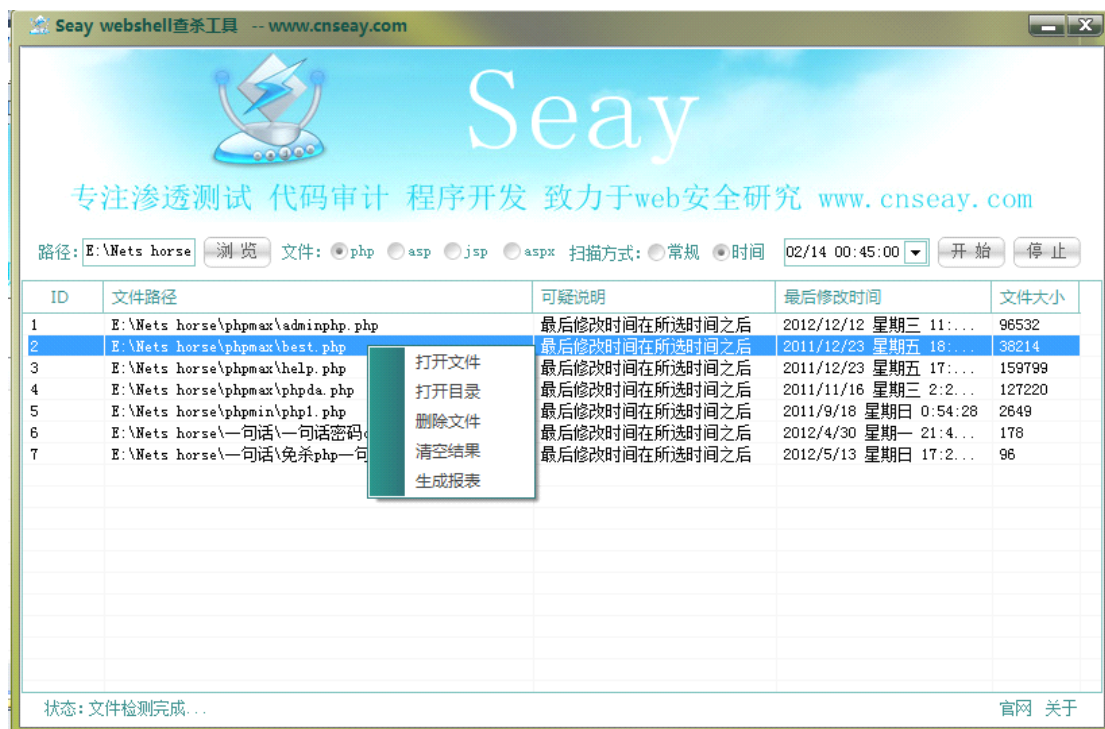 Seay webshell查杀工具 -- www.cnseay.com
Seay
专注渗透测试 代码审计 程序开发 致力于web安全研究 www.cnseay.com
路径: E:\Nets horse 浏览 文件: php asp jsp aspx 扫描方式: 常规 时间 02/14 00:45:00 开始 停止
ID 文件路径 可疑说明 最后修改时间 文件大小
1 E:\Nets horse\phpmax\adminphp.php 最后修改时间在所选时间之后 2012/12/12 星期三 11:... 96532
2 E:\Nets horse\phpmax\best.php 最后修改时间在所选时间之后 2011/12/23 星期五 18:... 38214
3 E:\Nets horse\phpmax\help.php 最后修改时间在所选时间之后 2011/12/23 星期五 17:... 159799
4 E:\Nets horse\phpmax\phpda.php 最后修改时间在所选时间之后 2011/11/16 星期三 2:2... 127220
5 E:\Nets horse\phpmin\php1.php 最后修改时间在所选时间之后 2011/9/18 星期日 0:54:28 2649
6 E:\Nets horse\一句话\一句话密码 最后修改时间在所选时间之后 2012/4/30 星期一 21:4... 178
7 E:\Nets horse\一句话\免杀php一句 最后修改时间在所选时间之后 2012/5/13 星期日 17:2... 96
打开文件
打开目录
删除文件
清空结果
生成报表
状态: 文件检测完成... 官网 关于